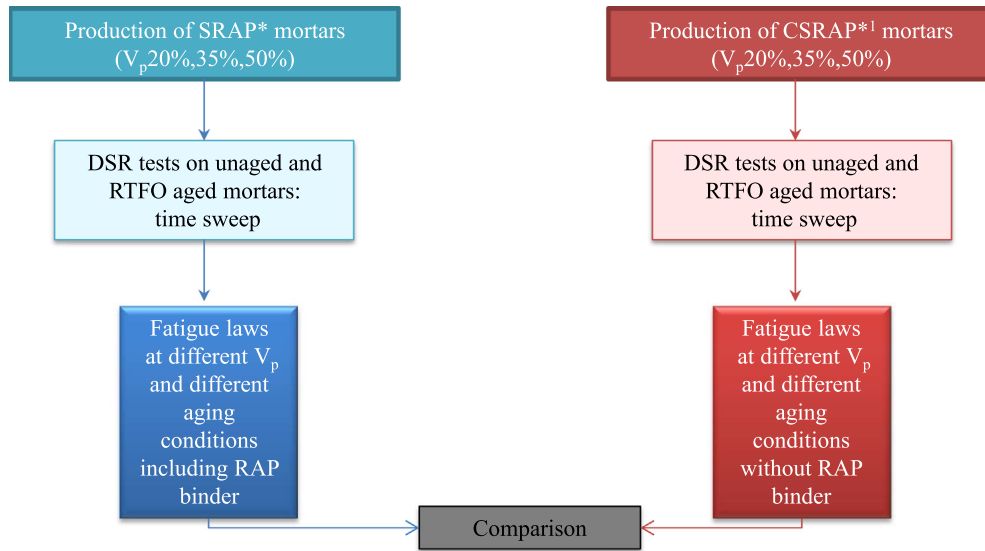 Production of SRAP* mortars
(Vp20%,35%,50%)
Production of CSRAP*1 mortars
(Vp20%,35%,50%)
DSR tests on unaged and
RTFO aged mortars:
time sweep
DSR tests on unaged and
RTFO aged mortars:
time sweep
Fatigue laws
at different Vp
and different
aging
conditions
including RAP
binder
Fatigue laws
at different Vp
and different
aging
conditions
without RAP
binder
Comparison